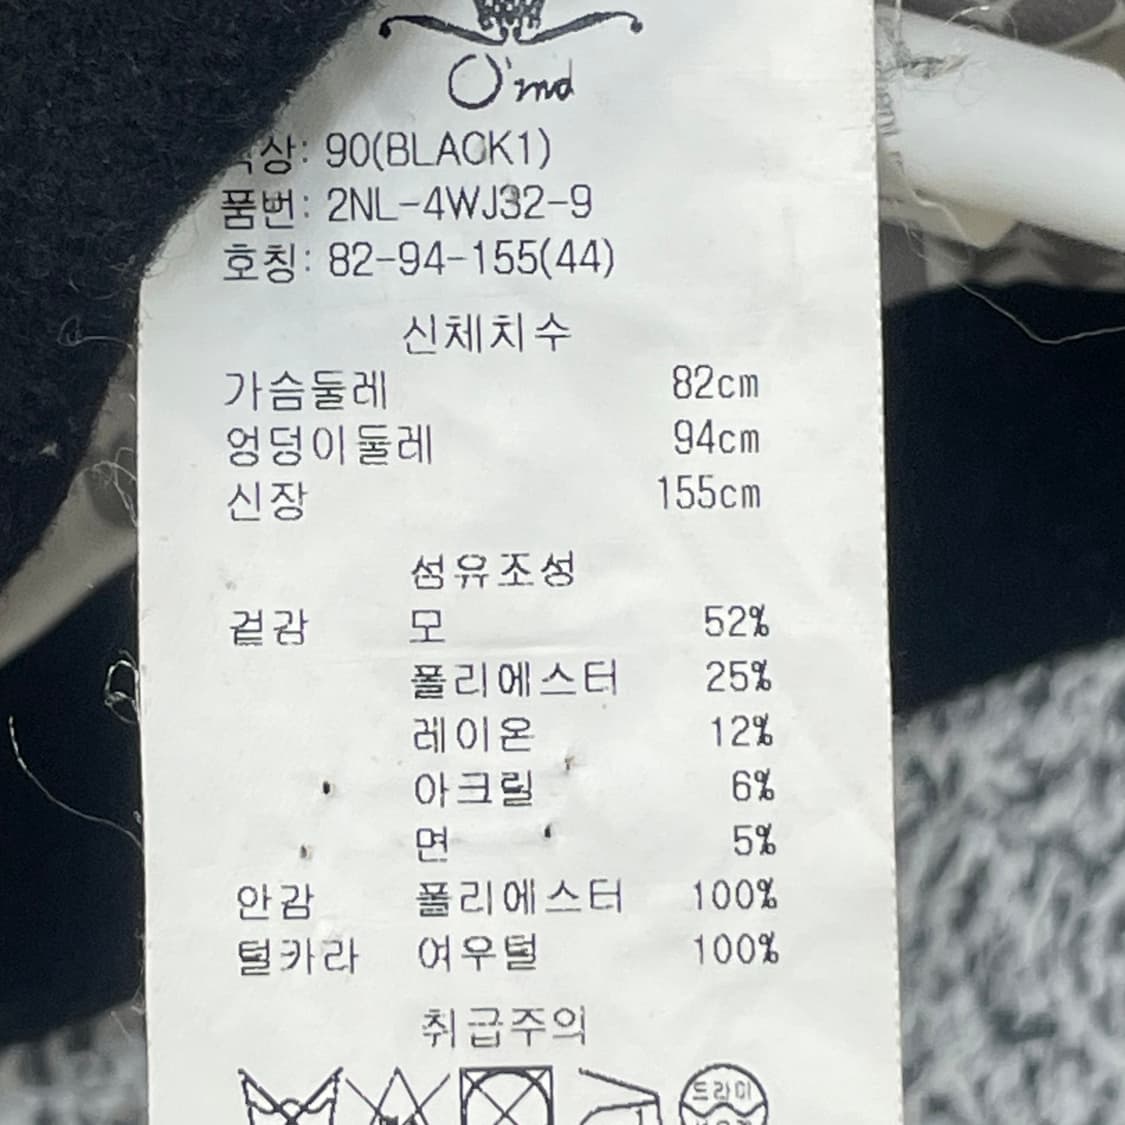 O'md
색상: 90(BLACK1)
품번: 2NL-4WJ32-9
호칭: 82-94-155(44)
신체치수
가슴둘레 82cm
엉덩이둘레 94cm
신장 155cm
섬유조성
겉감 모 52%
폴리에스터 25%
레이온 12%
아크릴 6%
면 5%
안감 폴리에스터 100%
털카라 여우털 100%
취급주의
드라이